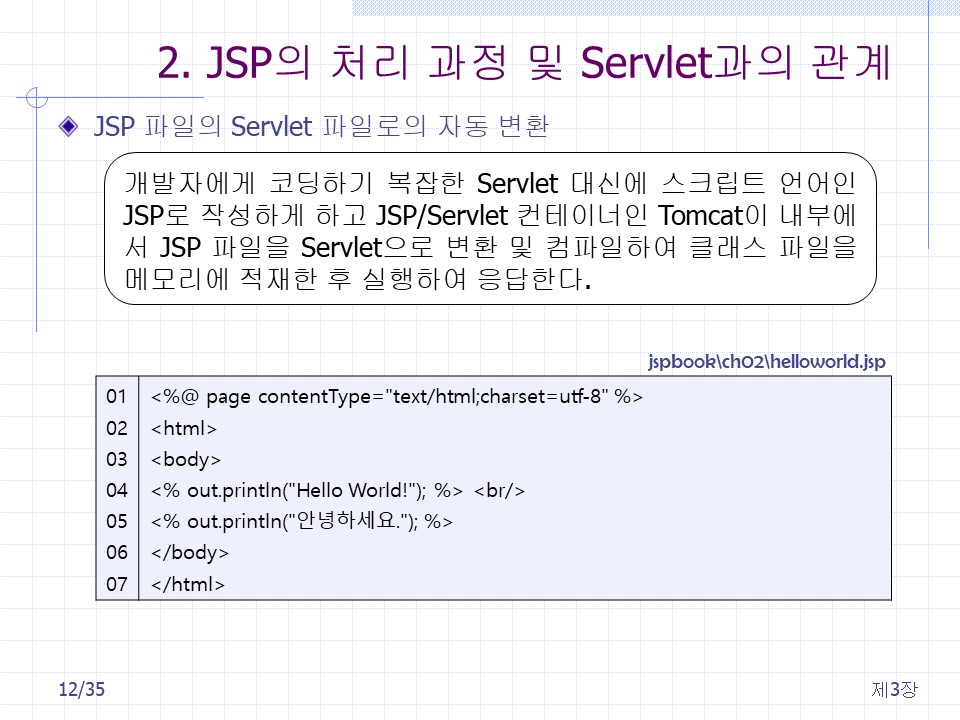 2. JSP의 처리 과정 및 Servlet과의 관계
JSP 파일의 Servlet 파일로의 자동 변환
개발자에게 코딩하기 복잡한 Servlet 대신에 스크립트 언어인
JSP로 작성하게 하고 JSP/Servlet 컨테이너인 Tomcat이 내부에
서 JSP 파일을 Servlet으로 변환 및 컴파일하여 클래스 파일을
메모리에 적재한 후 실행하여 응답한다.
jspbook\ch02\helloworld.jsp
01 <%@ page contentType="text/html;charset=utf-8" %>
02 <html>
03 <body>
04 <% out.println("Hello World!"); %> <br/>
05 <% out.println("안녕하세요."); %>
06 </body>
07 </html>
12/35 제3장